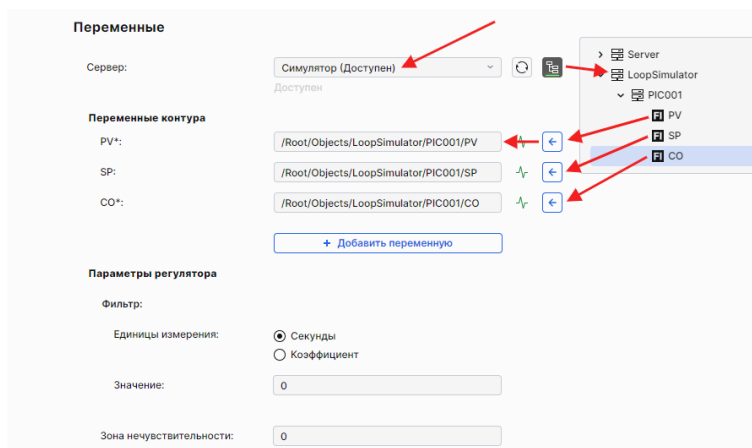 Переменные
Сервер:
Симулятор (Доступен)
Доступен
Server
LoopSimulator
PIC001
PV
SP
CO
Переменные контура
PV*:
/Root/Objects/LoopSimulator/PIC001/PV
SP:
/Root/Objects/LoopSimulator/PIC001/SP
CO*:
/Root/Objects/LoopSimulator/PIC001/CO
+ Добавить переменную
Параметры регулятора
Фильтр:
Единицы измерения:
Секунды
Коэффициент
Значение:
0
Зона нечувствительности:
0